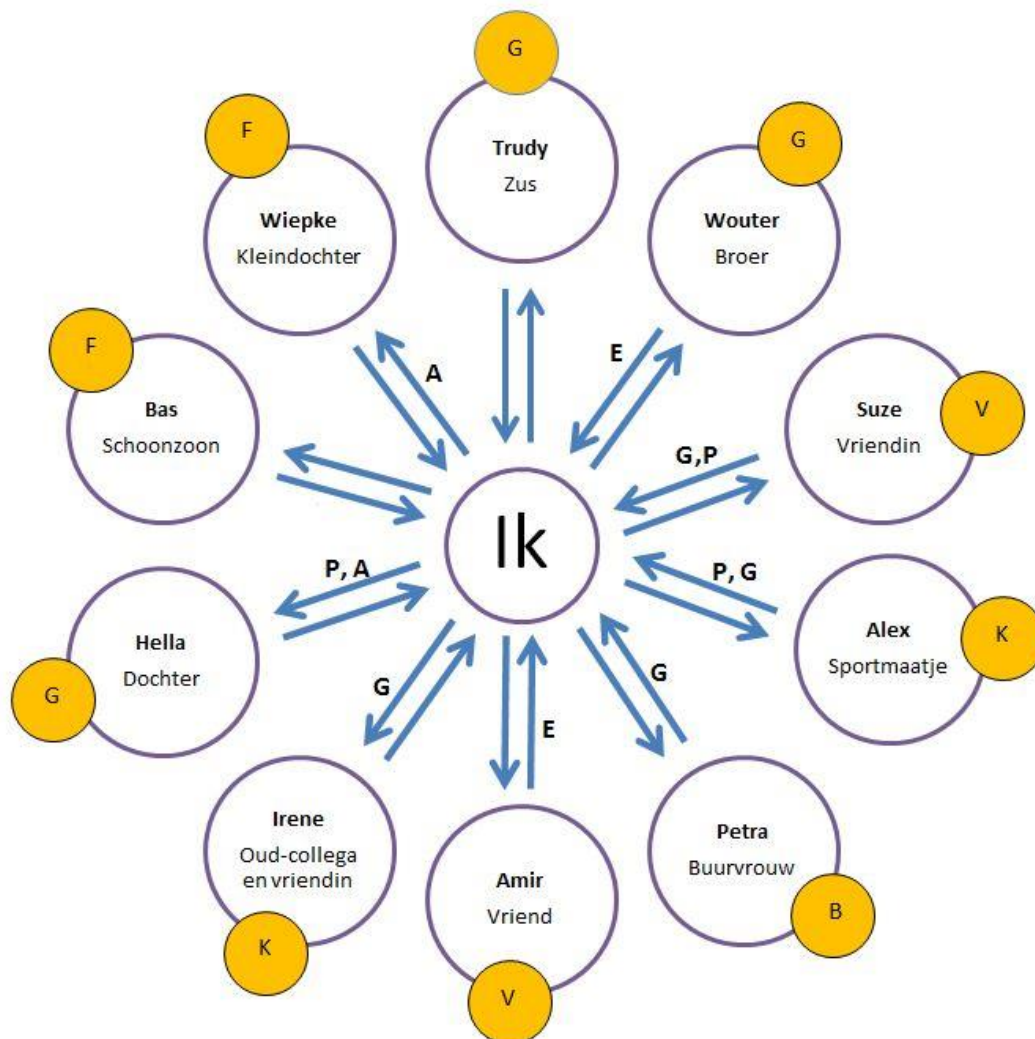 G
Trudy
Zus
G
Wouter
Broer
E
V
Suze
Vriendin
G,P
K
Alex
Sportmaatje
P, G
B
Petra
Buurvrouw
G
V
Amir
Vriend
E
K
Irene
Oud-collega
en vriendin
G
G
Hella
Dochter
P, A
F
Bas
Schoonzoon
F
Wiepke
Kleindochter
A
Ik